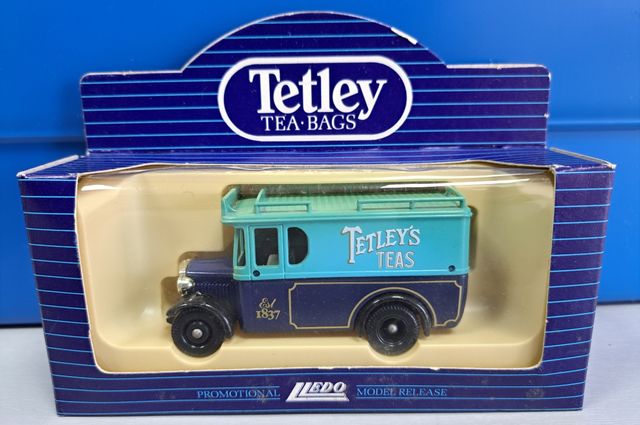 Tetley
TEA·BAGS
TETLEY'S
TEAS
Est
1837
PROMOTIONAL LLEDO MODEL RELEASE